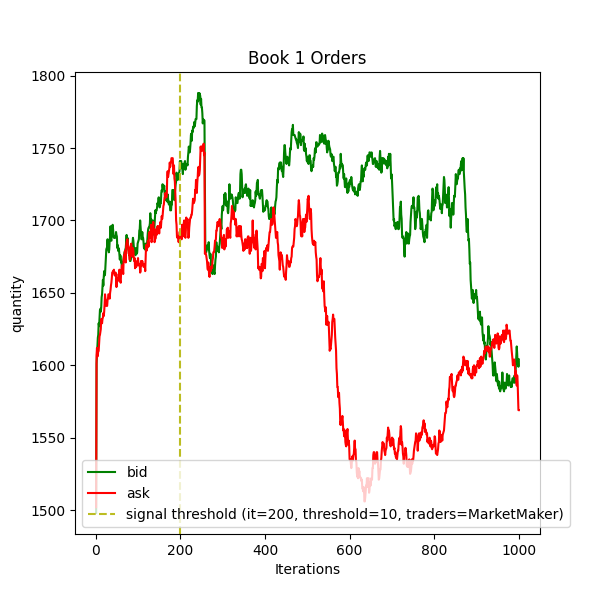 Book 1 Orders
quantity
1800
1750
1700
1650
1600
1550
1500
bid
ask
signal threshold (it=200, threshold=10, traders=MarketMaker)
0 200 400 600 800 1000
Iterations